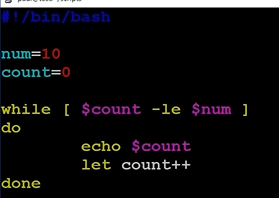 #!/bin/bash
num=10
count=0
while [ $count -le $num ]
do
echo $count
let count++
done